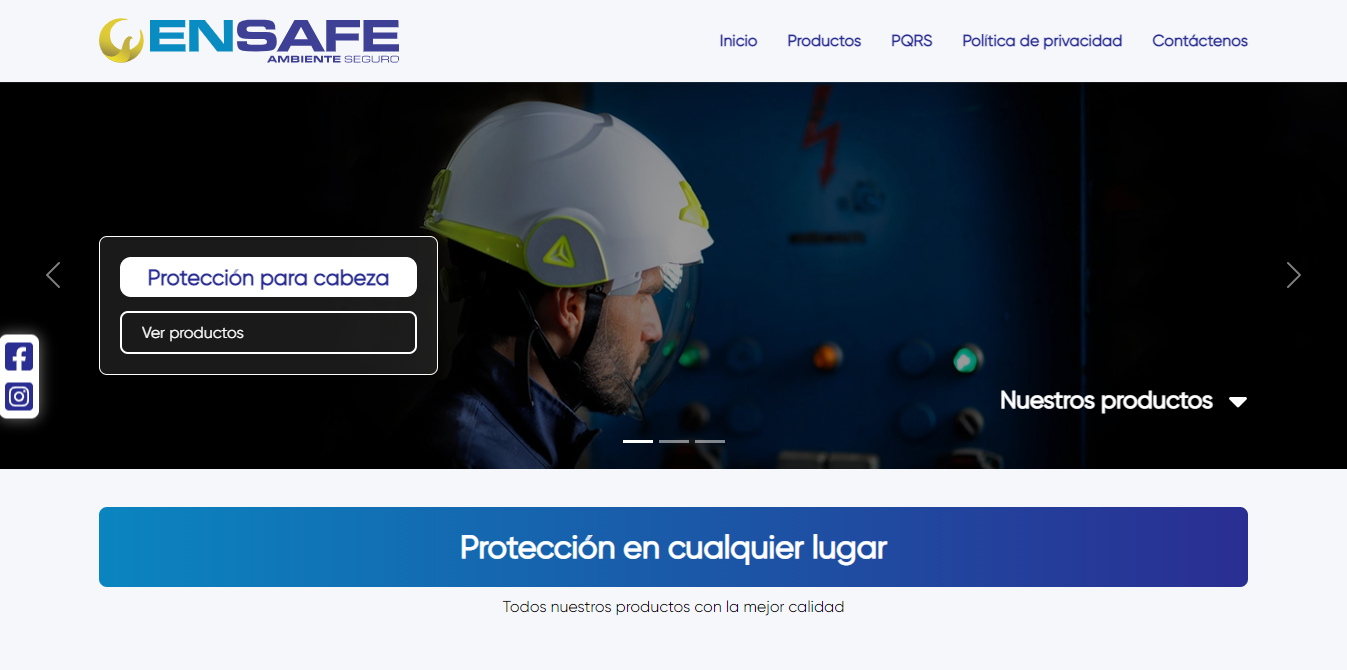 ENSAFE
AMBIENTE SEGURO
Inicio
Productos
PQRS
Política de privacidad
Contáctenos
Protección para cabeza
Ver productos
Nuestros productos
Protección en cualquier lugar
Todos nuestros productos con la mejor calidad